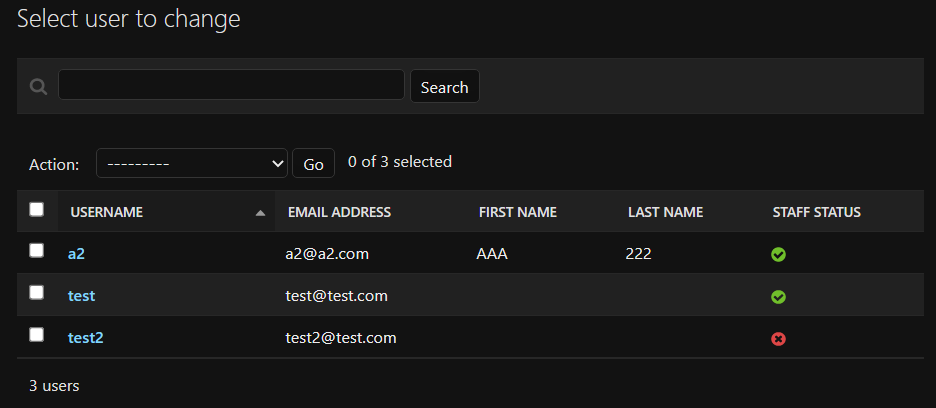 Select user to change
Search
Action: --------- Go 0 of 3 selected
USERNAME EMAIL ADDRESS FIRST NAME LAST NAME STAFF STATUS
a2 a2@a2.com AAA 222
test test@test.com
test2 test2@test.com
3 users